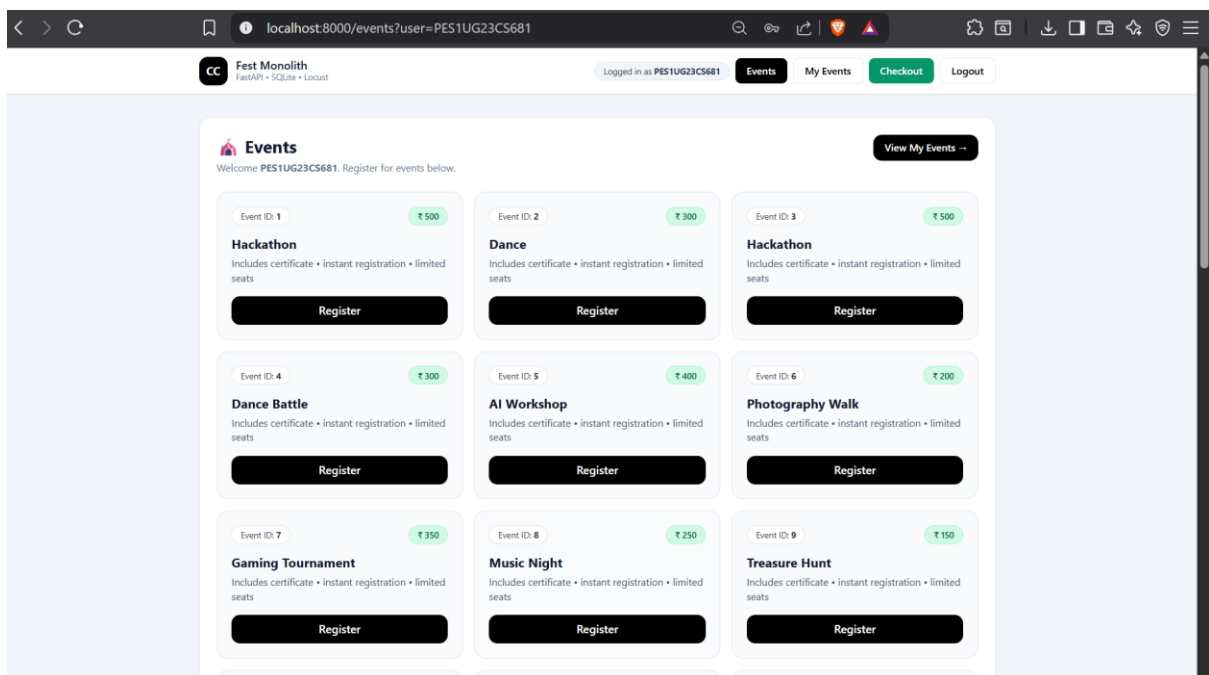 localhost:8000/events?user=PES1UG23CS681
CC
Fest Monolith
FastAPI • SQLite • Locust
Logged in as PES1UG23CS681
Events
My Events
Checkout
Logout
Events
Welcome PES1UG23CS681. Register for events below.
View My Events →
Event ID: 1
₹ 500
Hackathon
Includes certificate • instant registration • limited
seats
Register
Event ID: 2
₹ 300
Dance
Includes certificate • instant registration • limited
seats
Register
Event ID: 3
₹ 500
Hackathon
Includes certificate • instant registration • limited
seats
Register
Event ID: 4
₹ 300
Dance Battle
Includes certificate • instant registration • limited
seats
Register
Event ID: 5
₹ 400
AI Workshop
Includes certificate • instant registration • limited
seats
Register
Event ID: 6
₹ 200
Photography Walk
Includes certificate • instant registration • limited
seats
Register
Event ID: 7
₹ 350
Gaming Tournament
Includes certificate • instant registration • limited
seats
Register
Event ID: 8
₹ 250
Music Night
Includes certificate • instant registration • limited
seats
Register
Event ID: 9
₹ 150
Treasure Hunt
Includes certificate • instant registration • limited
seats
Register